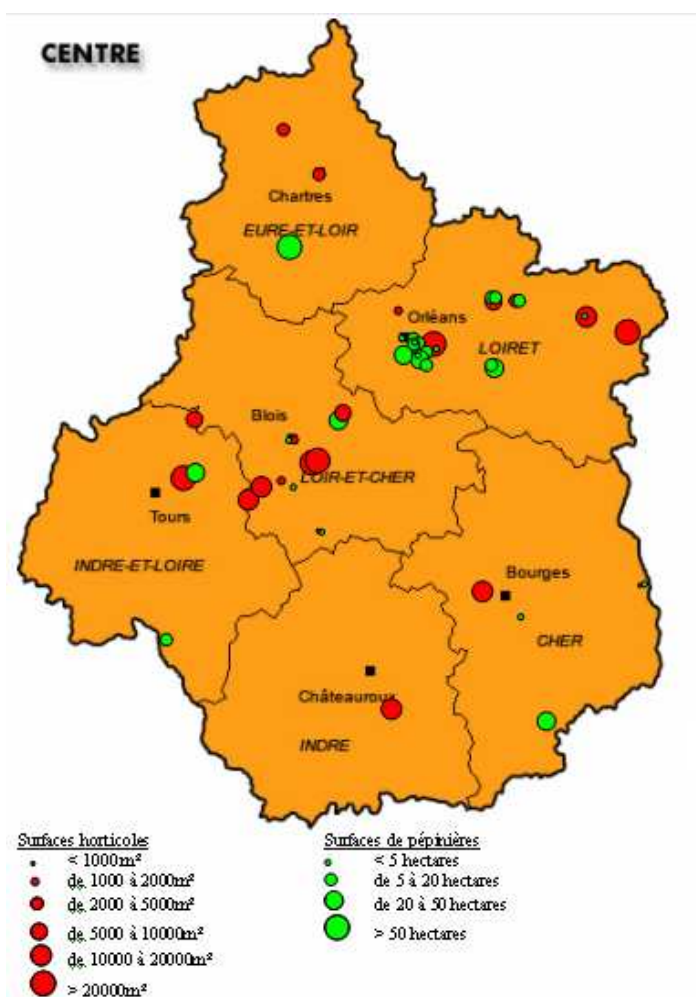 CENTRE
Chartres
EURE-ET-LOIR
Orléans
LOIRET
Blois
LOIR-ET-CHER
Tours
INDRE-ET-LOIRE
Bourges
CHER
Châteauroux
INDRE
Surfaces horticoles
< 1000m²
de 1000 à 2000m²
de 2000 à 5000m²
de 5000 à 10000m²
de 10000 à 20000m²
> 20000m²
Surfaces de pépinières
< 5 hectares
de 5 à 20 hectares
de 20 à 50 hectares
> 50 hectares